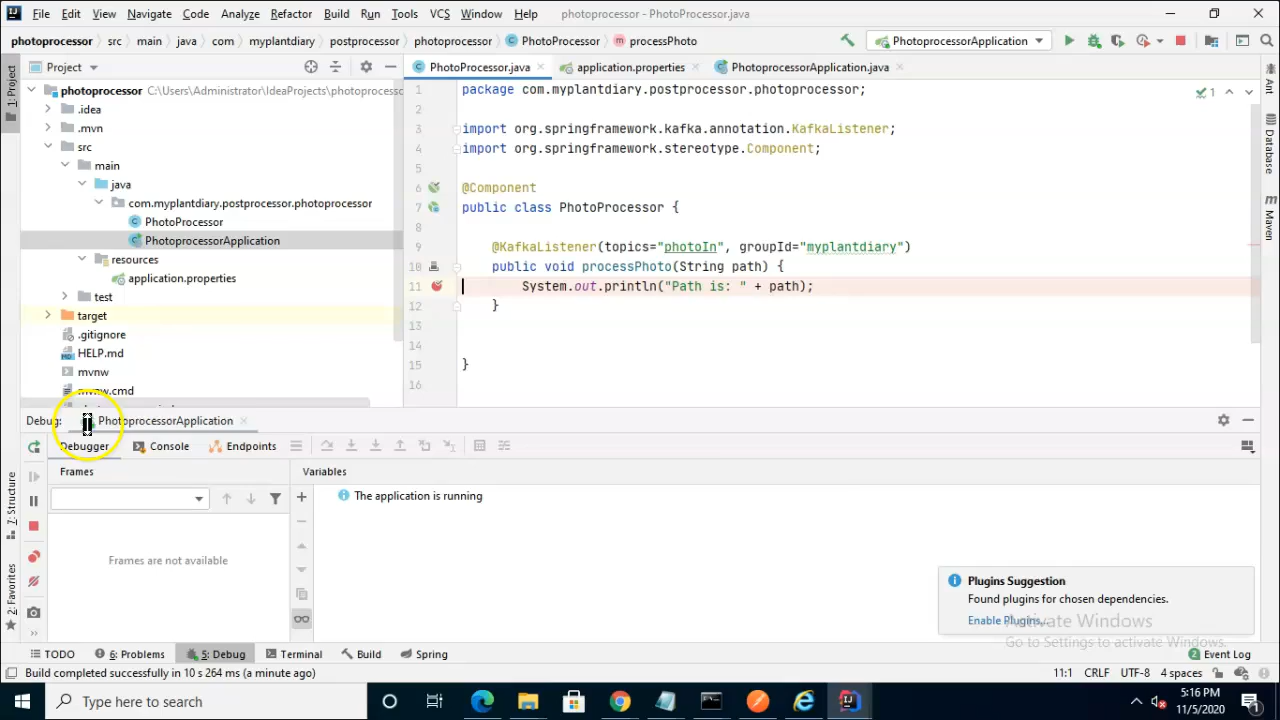 File Edit View Navigate Code Analyze Refactor Build Run Tools VCS Window Help photoprocessor - PhotoProcessor.java
photoprocessor src main java com myplantdiary postprocessor photoprocessor PhotoProcessor processPhoto PhotoprocessorApplication
Project PhotoProcessor.java application.properties PhotoprocessorApplication.java
1: Project
photoprocessor C:\Users\Administrator\IdeaProjects\photoprocessor
.idea
.mvn
src
main
java
com.myplantdiary.postprocessor.photoprocessor
PhotoProcessor
PhotoprocessorApplication
resources
application.properties
test
target
.gitignore
HELP.md
mvnw
mvnw.cmd
1 package com.myplantdiary.postprocessor.photoprocessor;
2
3 import org.springframework.kafka.annotation.KafkaListener;
4 import org.springframework.stereotype.Component;
5
6 @Component
7 public class PhotoProcessor {
8
9 @KafkaListener(topics="photoIn", groupId="myplantdiary")
10 public void processPhoto(String path) {
11 System.out.println("Path is: " + path);
12 }
13
14
15 }
16
1
Ant
Database
Maven
Debug: PhotoprocessorApplication
Debugger Console Endpoints
Frames Variables
The application is running
Frames are not available
7: Structure
2: Favorites
Plugins Suggestion
Found plugins for chosen dependencies.
Enable Plugins...
Activate Windows
Go to Settings to activate Windows.
TODO 6: Problems 5: Debug Terminal Build Spring 2 Event Log
Build completed successfully in 10 s 264 ms (a minute ago) 11:1 CRLF UTF-8 4 spaces
Type here to search
5:16 PM
11/5/2020
1